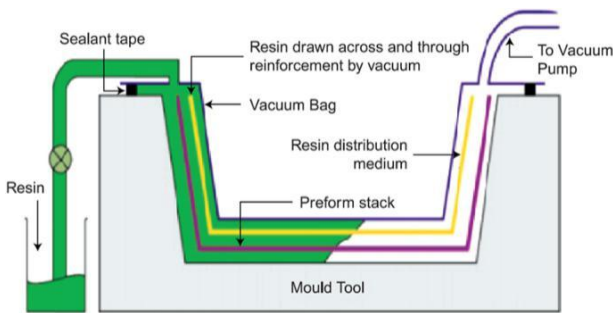 Sealant tape
Resin drawn across and through
reinforcement by vacuum
To Vacuum
Pump
Vacuum Bag
Resin distribution
medium
Resin
Preform stack
Mould Tool